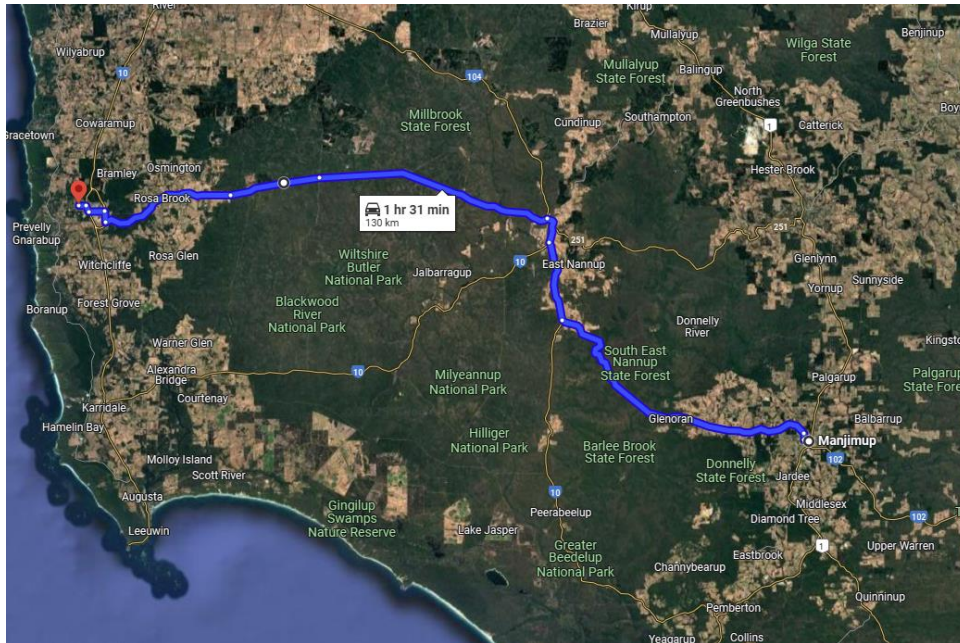 River
Brazier
Kirup
Mullalyup
Benjinup
Wilyabrup
Wilga State
Forest
10
104
Mullalyup
State Forest
Balingup
North
Greenbushes
Millbrook
State Forest
Cundinup
Southampton
1
Catterick
Cowaramup
Gracetown
Bramley
Osmington
Hester Brook
Rosa Brook
1 hr 31 min
130 km
Prevelly
Gnarabup
251
251
Witchcliffe
Rosa Glen
Wiltshire
Butler
National Park
Jalbarragup
10
East Nannup
Glenlynn
Sunnyside
Yornup
Boranup
Forest Grove
Blackwood
River
National Park
Donnelly
River
Warner Glen
Alexandra
Bridge
Courtenay
10
Milyeannup
National Park
South East
Nannup
State Forest
Palgarup
Karridale
Hamelin Bay
Hilliger
National Park
Glenoran
Balbarrup
Manjimup
Barlee Brook
State Forest
102
Molloy Island
Scott River
Donnelly
State Forest
Jardee
Augusta
10
Middlesex
Leeuwin
Gingilup
Swamps
Nature Reserve
Peerabeelup
Diamond Tree
102
Lake Jasper
1
Upper Warren
Greater
Beedelup
National Park
Eastbrook
Channybearup
Quinninup
Pemberton
Yeagarup
Collins